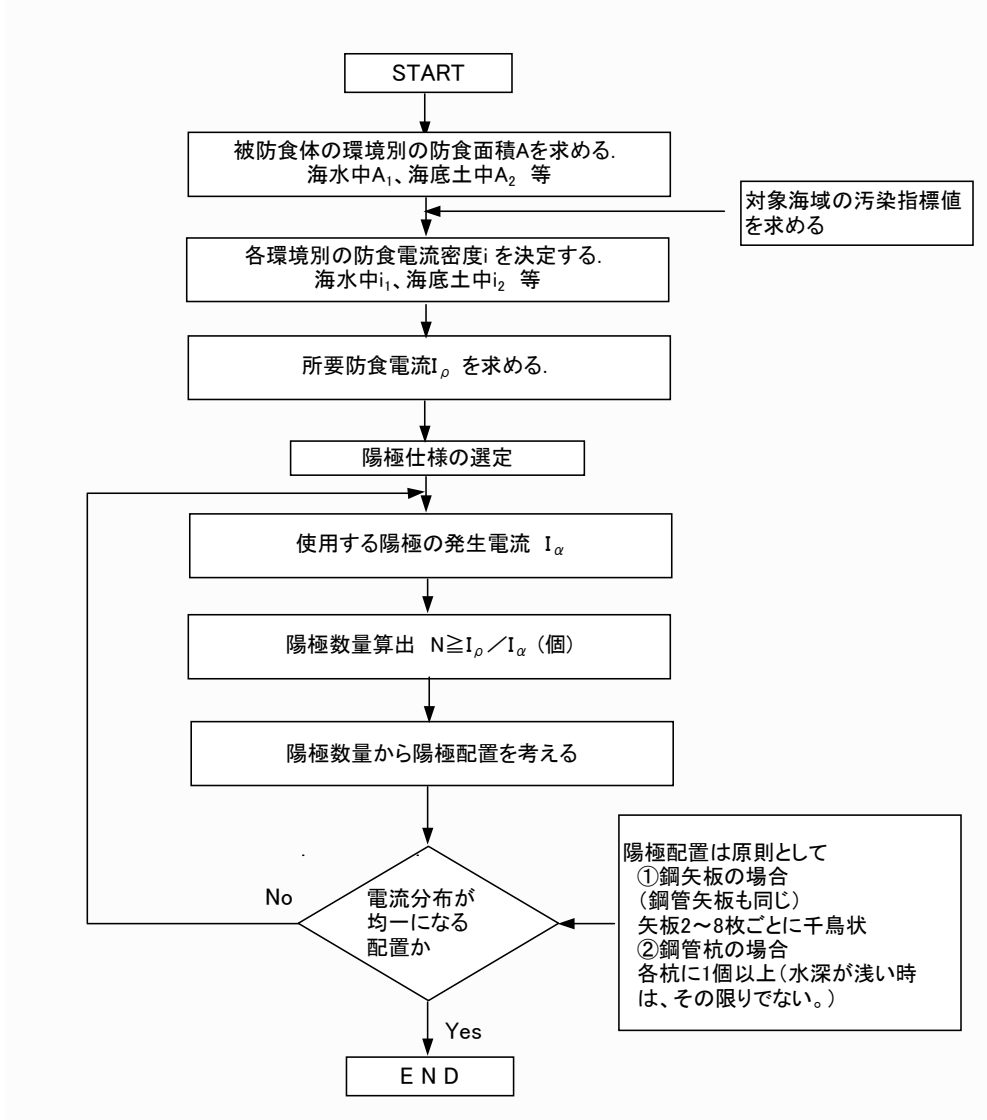 START
被防食体の環境別の防食面積Aを求める.
海水中A₁、海底土中A₂ 等
対象海域の汚染指標値
を求める
各環境別の防食電流密度i を決定する.
海水中i₁、海底土中i₂ 等
所要防食電流Iᵨ を求める.
陽極仕様の選定
使用する陽極の発生電流 Iα
陽極数量算出 N≧Iᵨ/Iα (個)
陽極数量から陽極配置を考える
陽極配置は原則として
①鋼矢板の場合
(鋼管矢板も同じ)
矢板2~8枚ごとに千鳥状
②鋼管杭の場合
各杭に1個以上(水深が浅い時
は、その限りでない。)
No
電流分布が
均一になる
配置か
Yes
E N D